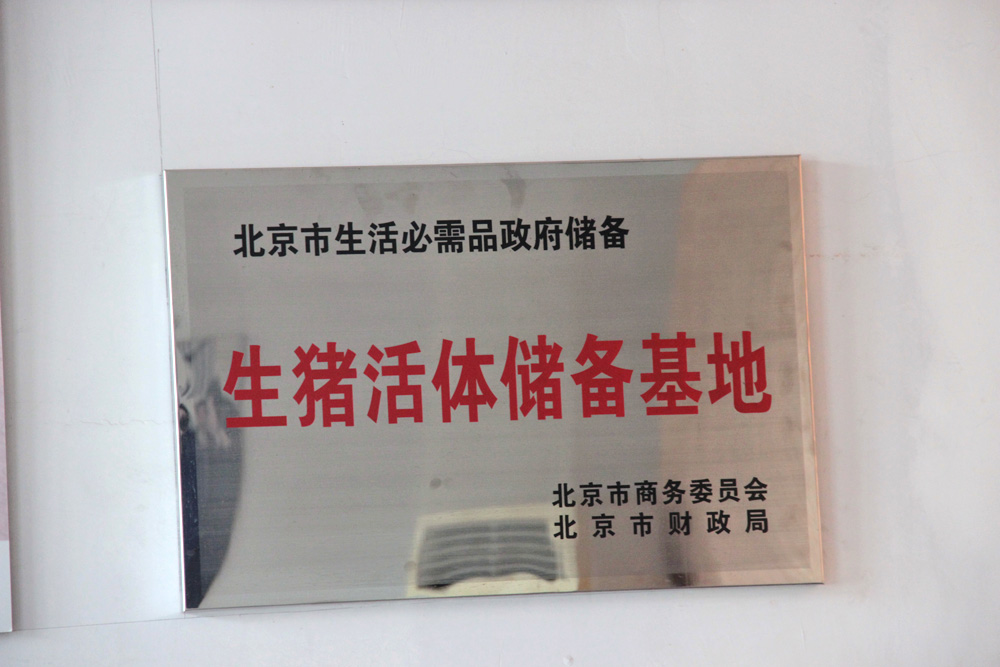 北京市生活必需品政府储备
生猪活体储备基地
北京市商务委员会
北京市财政局